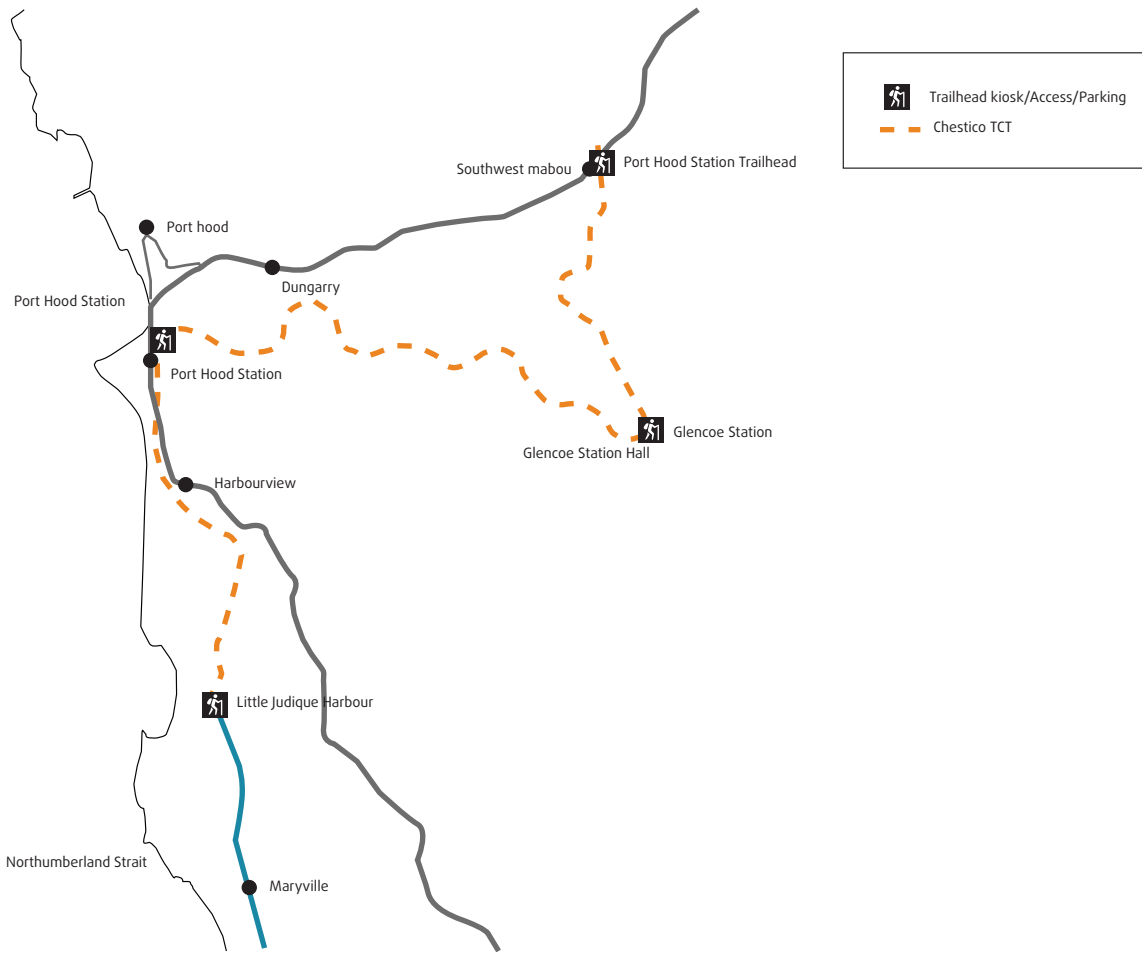 Trailhead kiosk/Access/Parking
Chestico TCT
Southwest mabou
Port Hood Station Trailhead
Port hood
Dungarry
Port Hood Station
Port Hood Station
Glencoe Station
Glencoe Station Hall
Harbourview
Little Judique Harbour
Northumberland Strait
Maryville